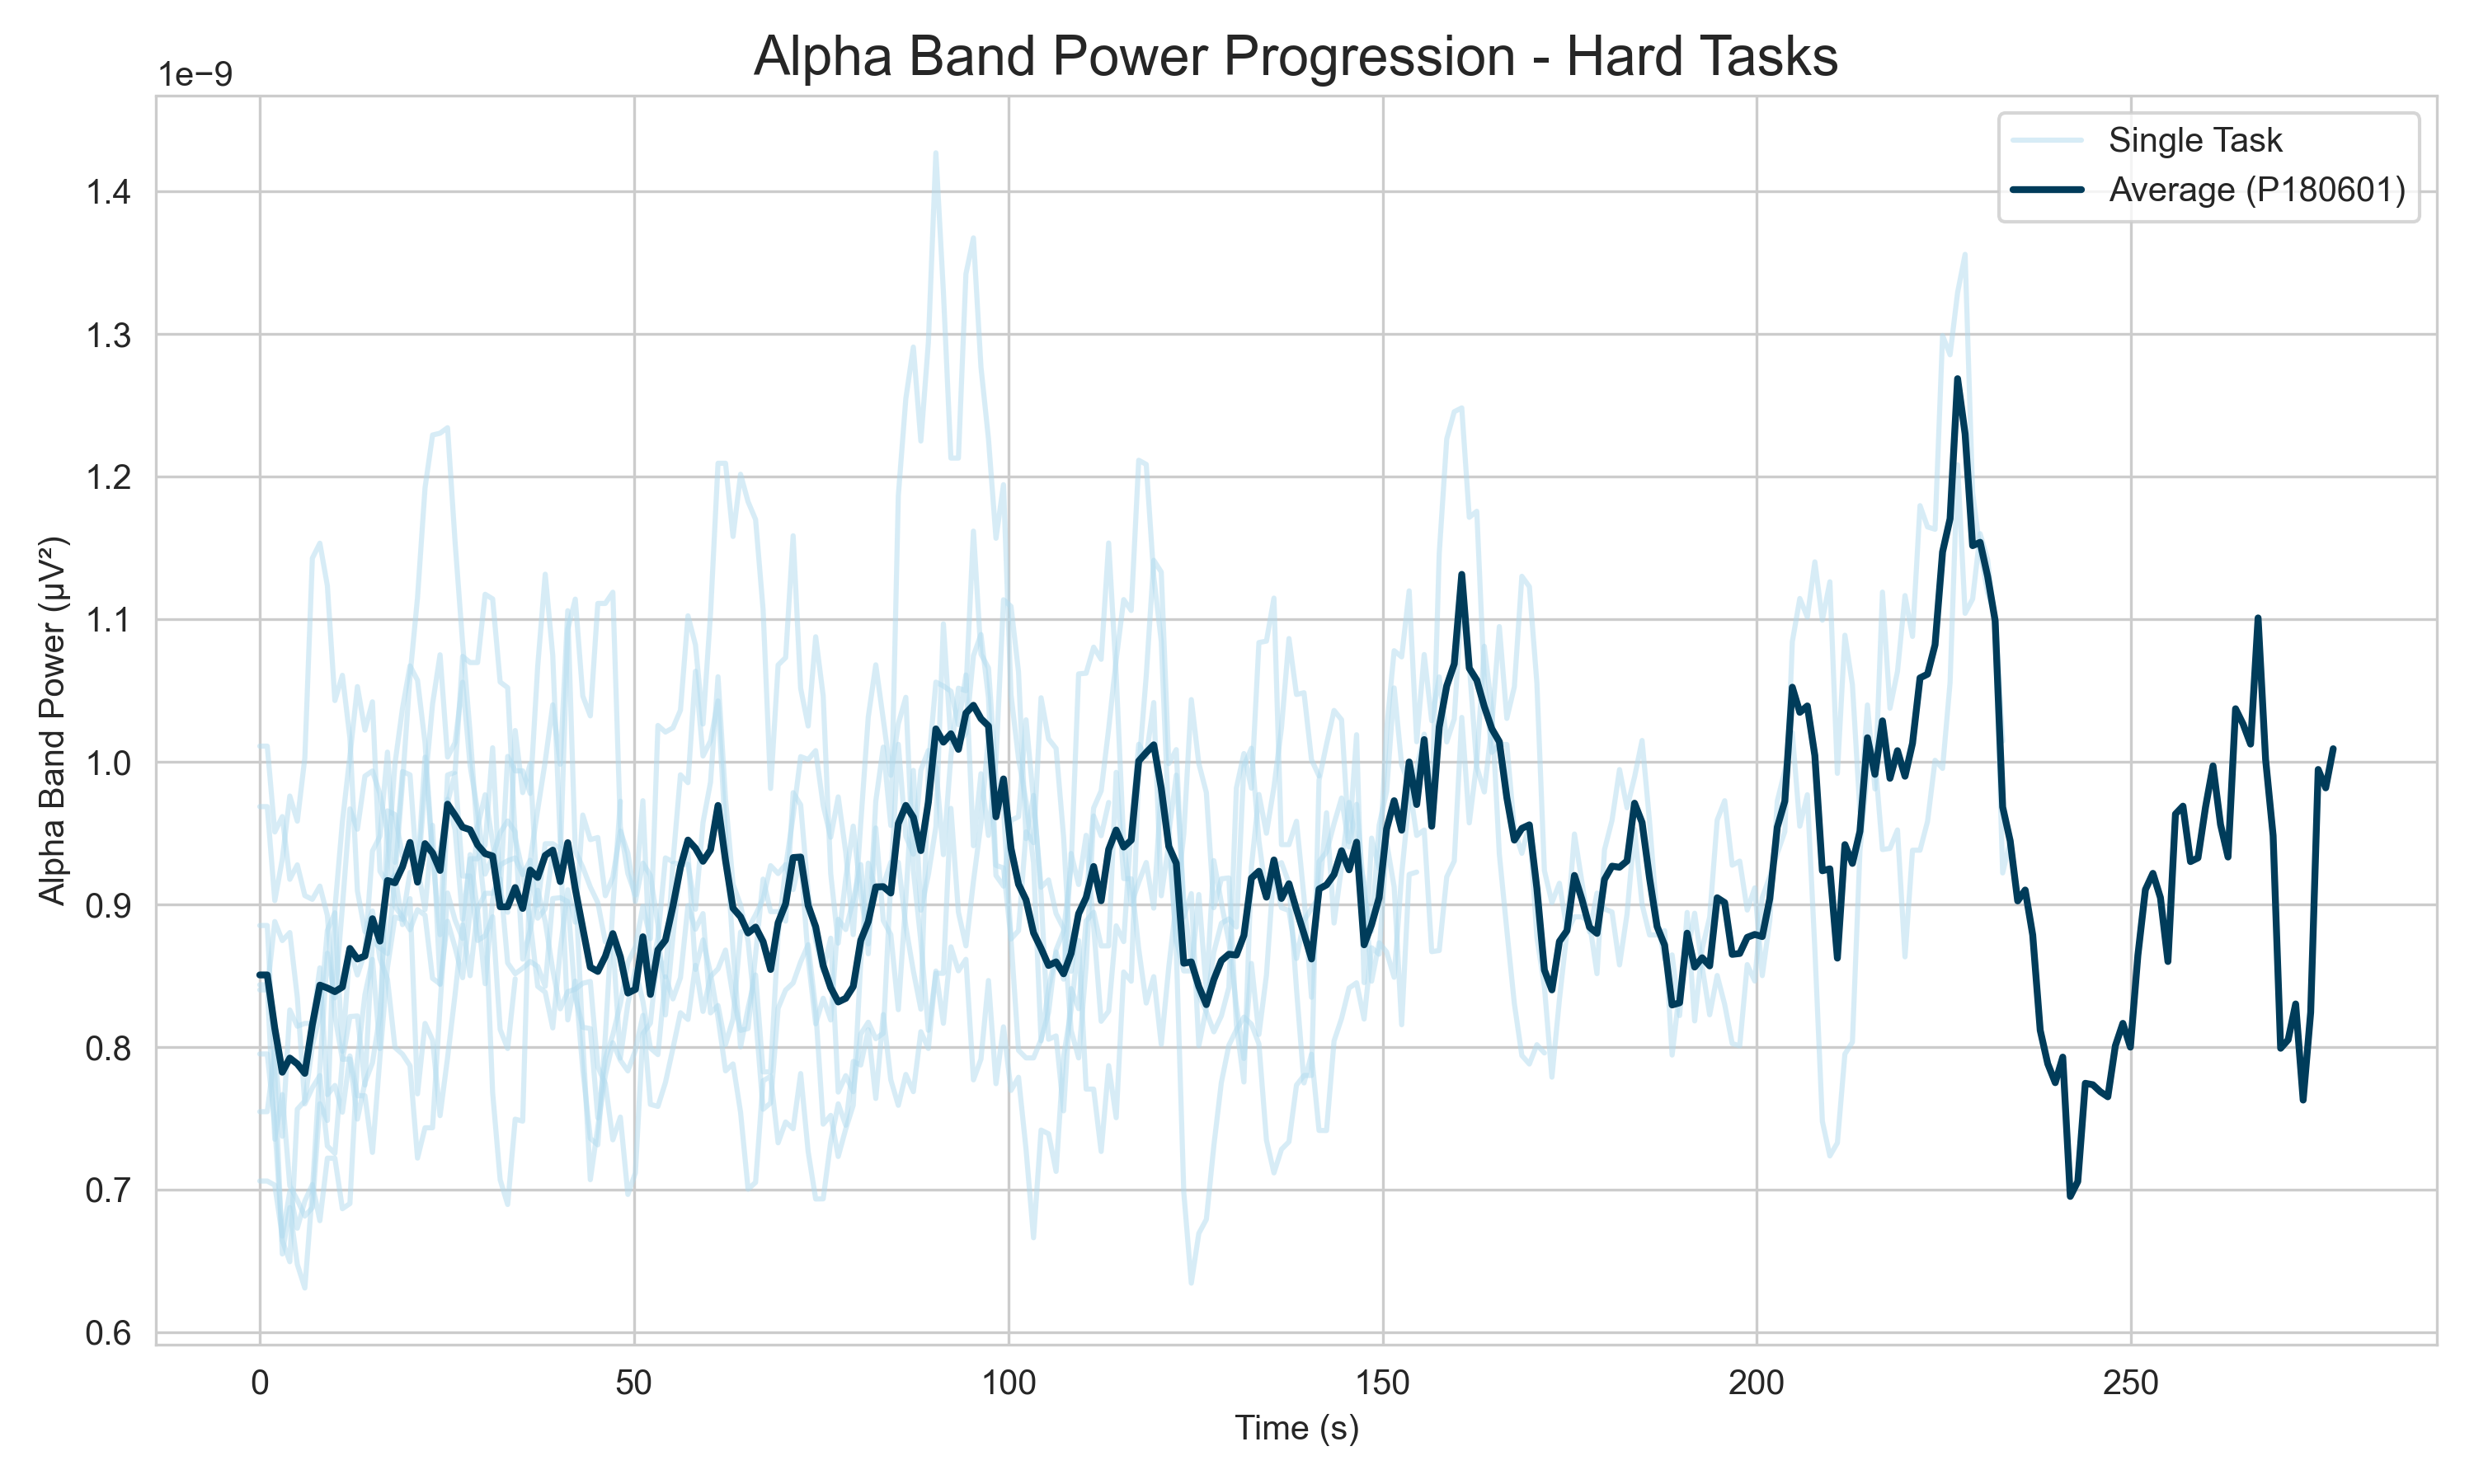 Alpha Band Power Progression - Hard Tasks
1e−9
Single Task
Average (P180601)
Alpha Band Power (µV²)
1.4
1.3
1.2
1.1
1.0
0.9
0.8
0.7
0.6
0 50 100 150 200 250
Time (s)